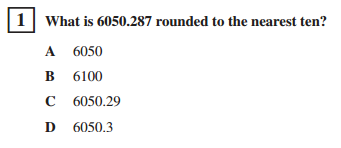 1 What is 6050.287 rounded to the nearest ten?
A 6050
B 6100
C 6050.29
D 6050.3